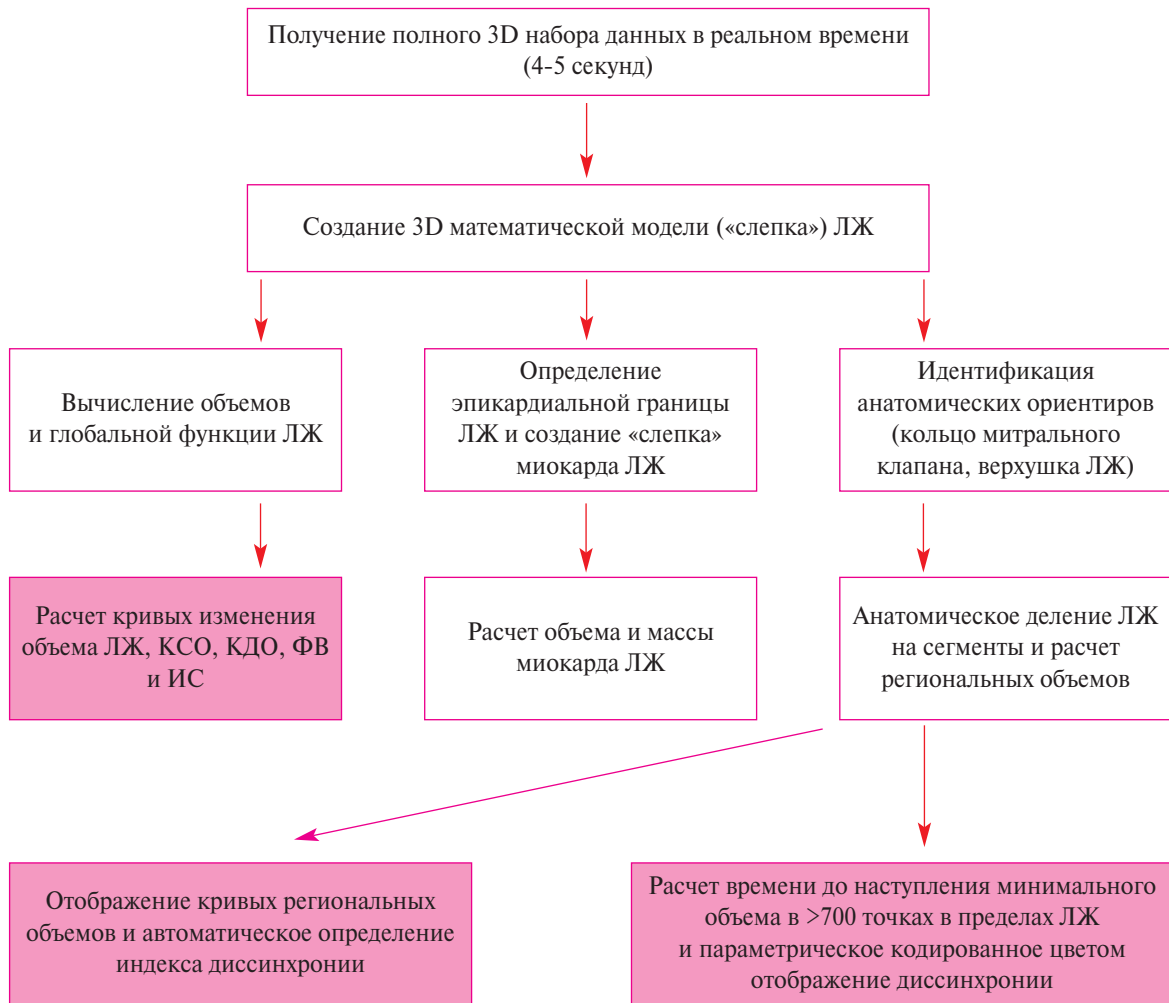 Получение полного 3D набора данных в реальном времени
(4-5 секунд)
Создание 3D математической модели («слепка») ЛЖ
Вычисление объемов
и глобальной функции ЛЖ
Определение
эпикардиальной границы
ЛЖ и создание «слепка»
миокарда ЛЖ
Идентификация
анатомических ориентиров
(кольцо митрального
клапана, верхушка ЛЖ)
Расчет кривых изменения
объема ЛЖ, КСО, КДО, ФВ
и ИС
Расчет объема и массы
миокарда ЛЖ
Анатомическое деление ЛЖ
на сегменты и расчет
региональных объемов
Отображение кривых региональных
объемов и автоматическое определение
индекса диссинхронии
Расчет времени до наступления минимального
объема в >700 точках в пределах ЛЖ
и параметрическое кодированное цветом
отображение диссинхронии